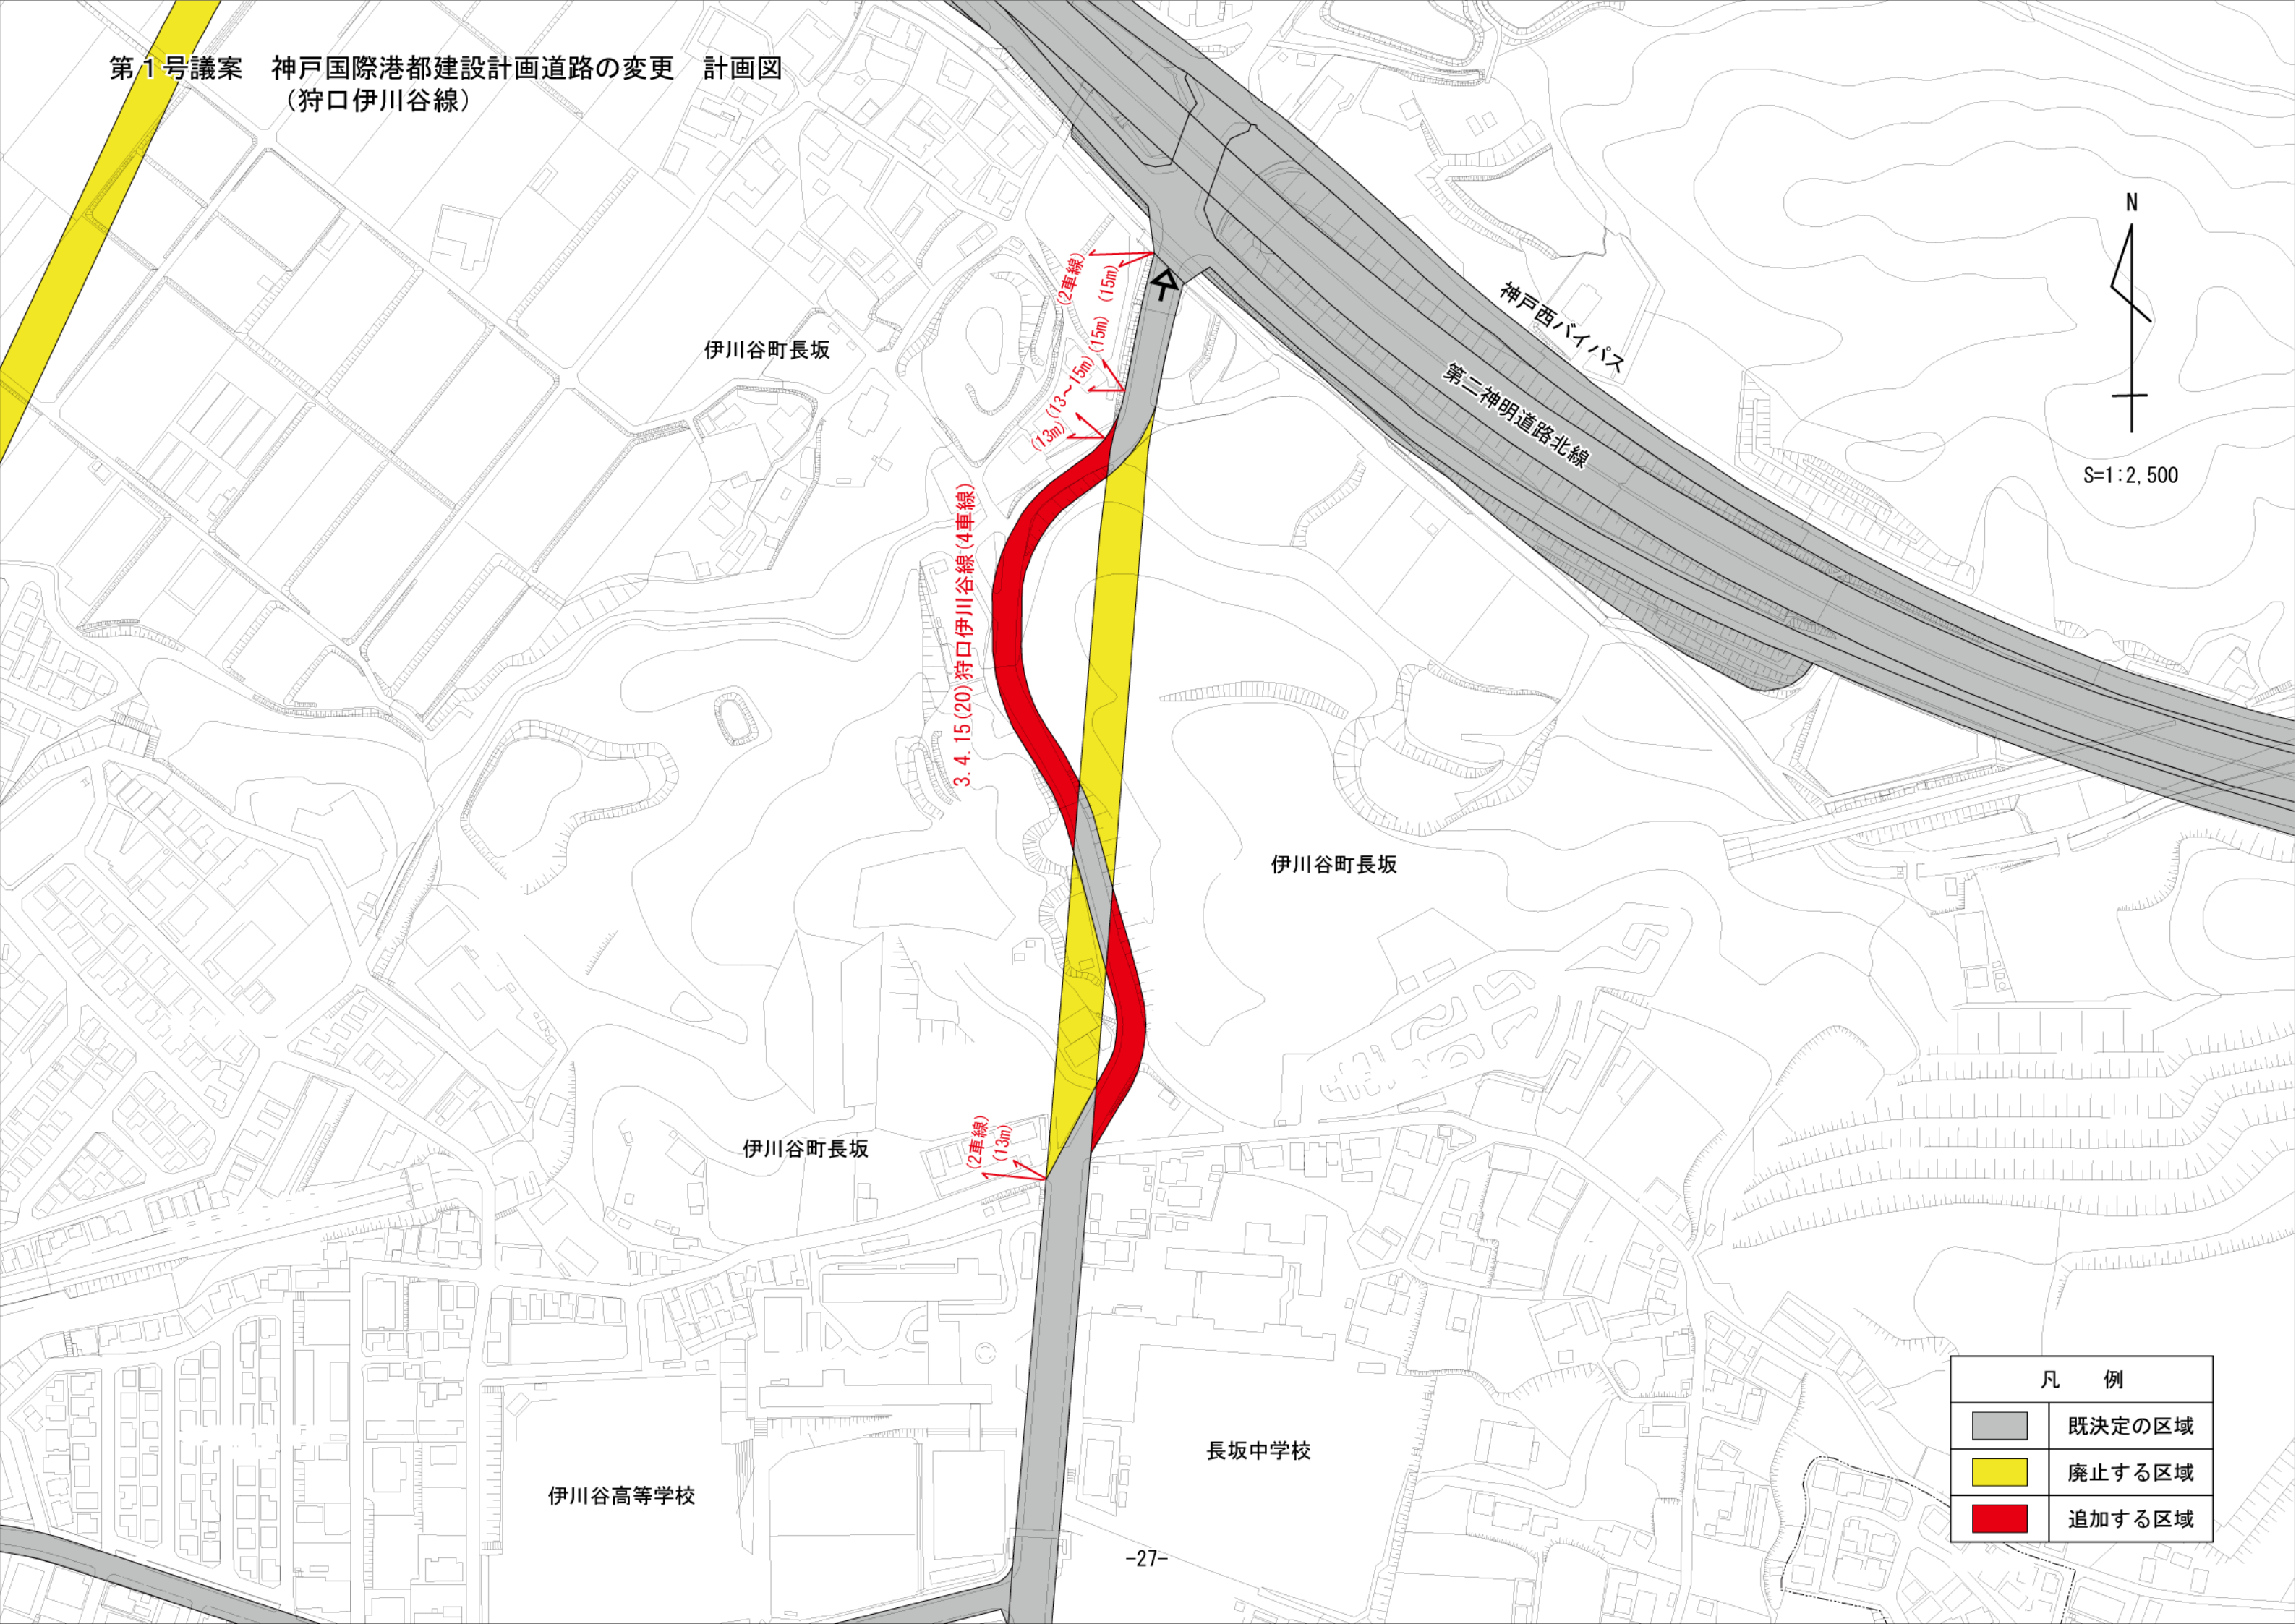 第1号議案　神戸国際港都建設計画道路の変更　計画図
(狩口伊川谷線)
N
S=1:2,500
神戸西バイパス
第二神明道路北線
(2車線)
(15m)
(15m)
(13~15m)
(13m)
伊川谷町長坂
3.4.15(20)狩口伊川谷線(4車線)
伊川谷町長坂
伊川谷町長坂
(2車線)
(13m)
長坂中学校
伊川谷高等学校
凡　例
既決定の区域
廃止する区域
追加する区域
-27-